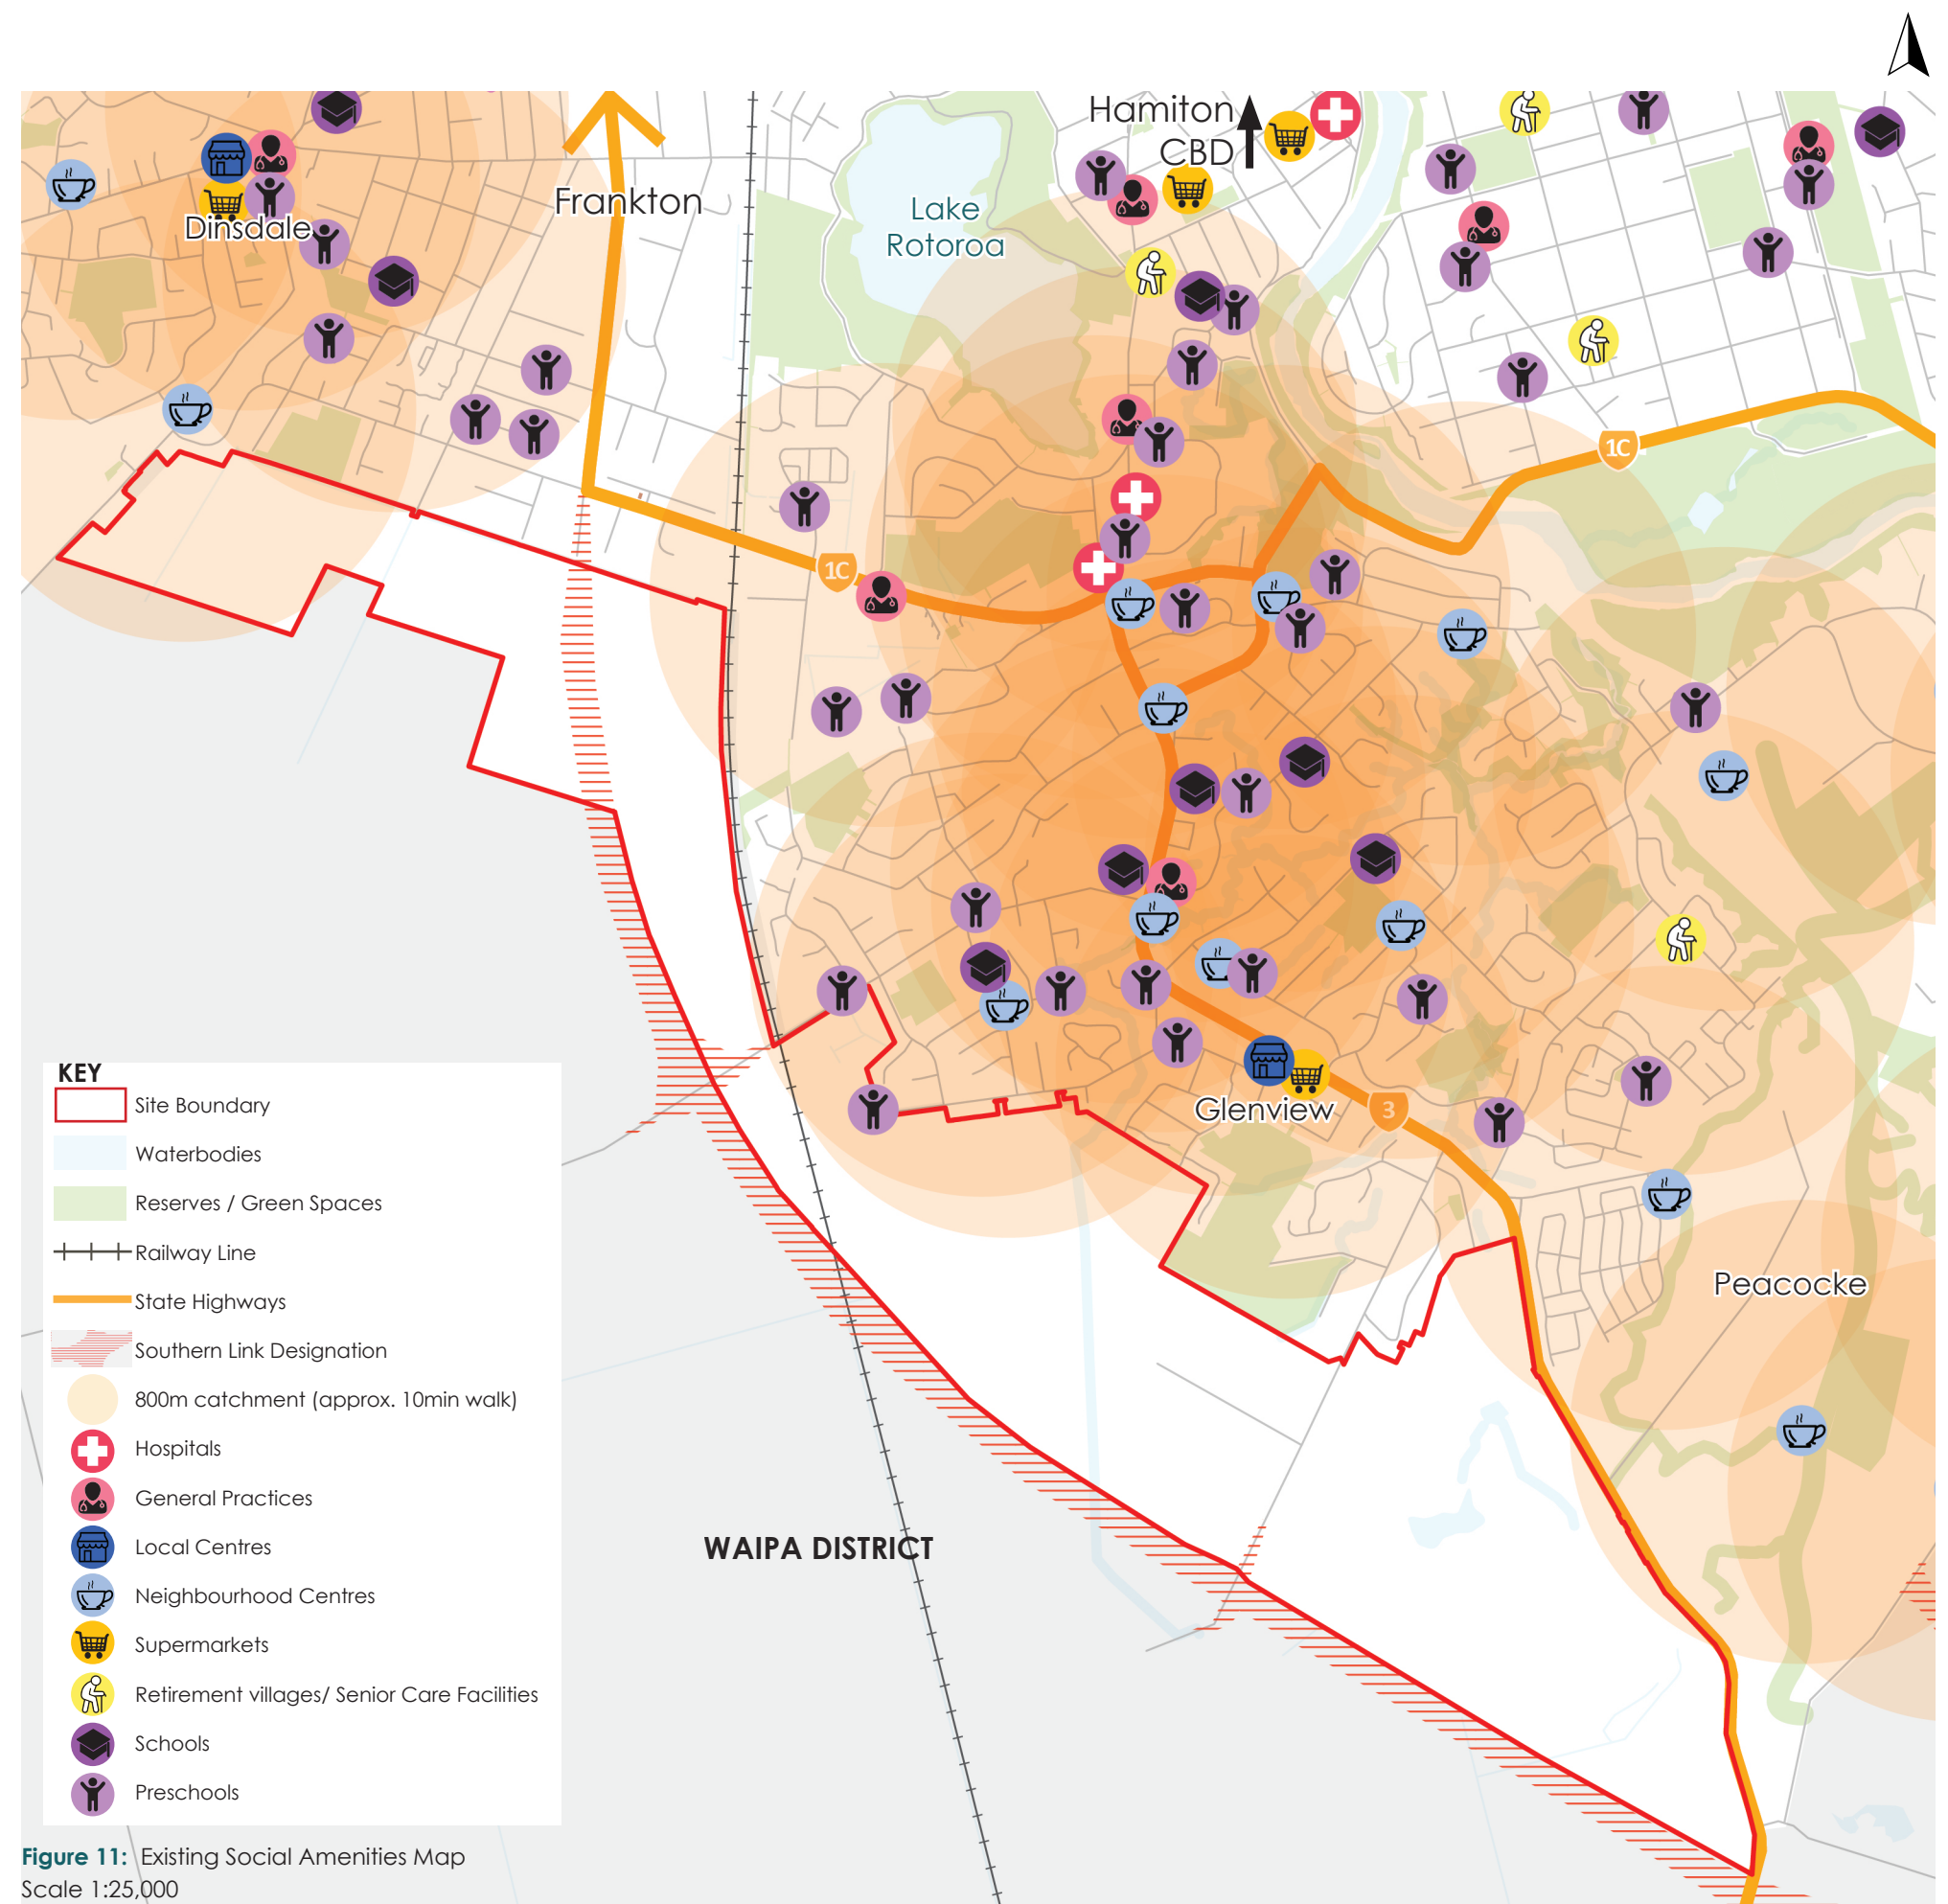 Hamiton
CBD
Frankton
Lake
Rotoroa
Dinsdale
1C
1C
Glenview
3
Peacocke
WAIPA DISTRICT
KEY
Site Boundary
Waterbodies
Reserves / Green Spaces
Railway Line
State Highways
Southern Link Designation
800m catchment (approx. 10min walk)
Hospitals
General Practices
Local Centres
Neighbourhood Centres
Supermarkets
Retirement villages/ Senior Care Facilities
Schools
Preschools
Figure 11: Existing Social Amenities Map
Scale 1:25,000